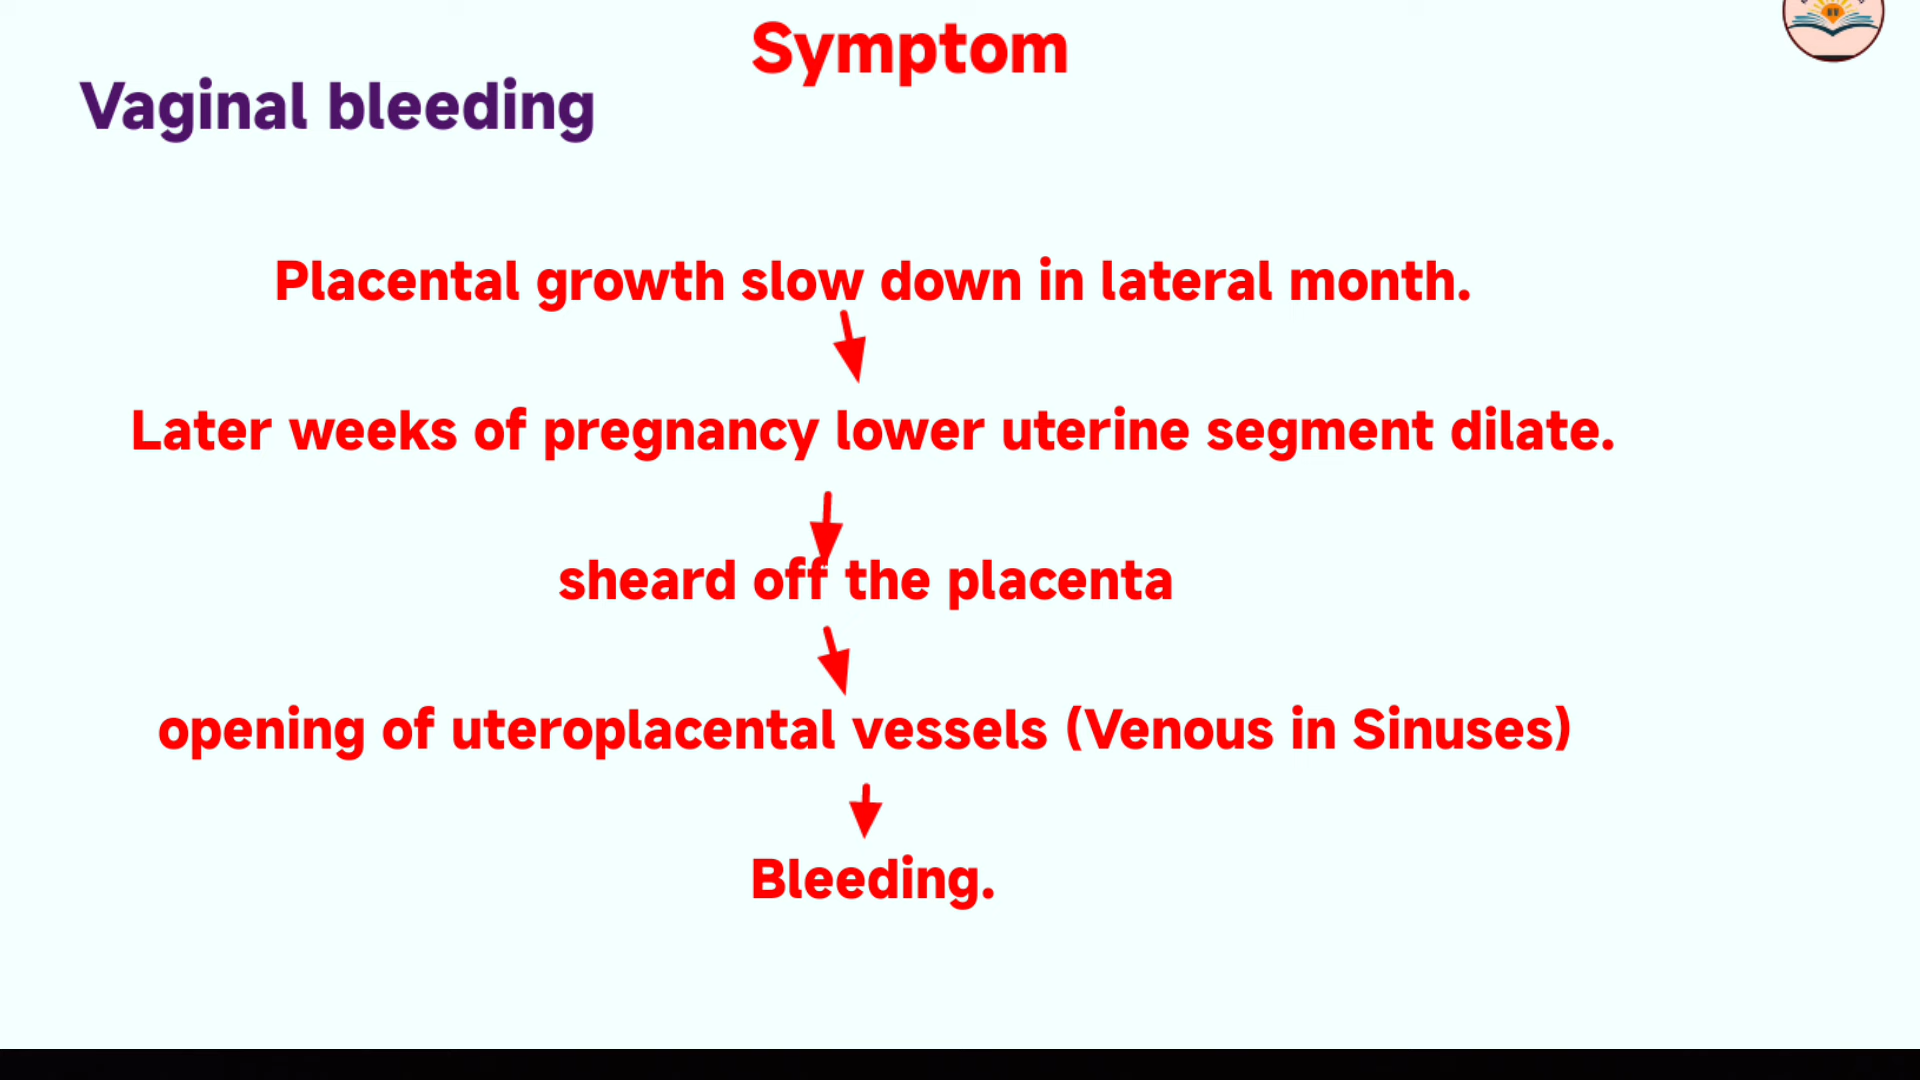 Symptom
Vaginal bleeding
Placental growth slow down in lateral month.
Later weeks of pregnancy lower uterine segment dilate.
sheard off the placenta
opening of uteroplacental vessels (Venous in Sinuses)
Bleeding.